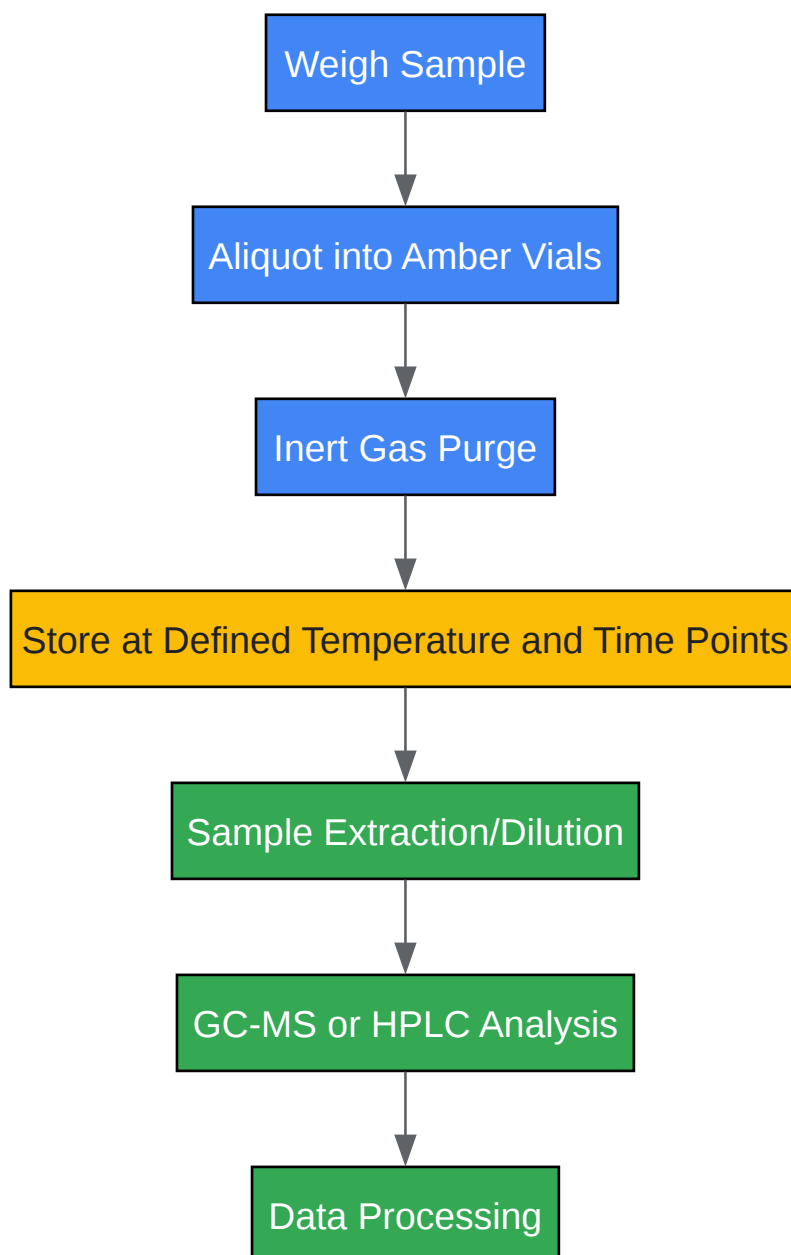 Weigh Sample
Aliquot into Amber Vials
Inert Gas Purge
Store at Defined Temperature and Time Points
Sample Extraction/Dilution
GC-MS or HPLC Analysis
Data Processing